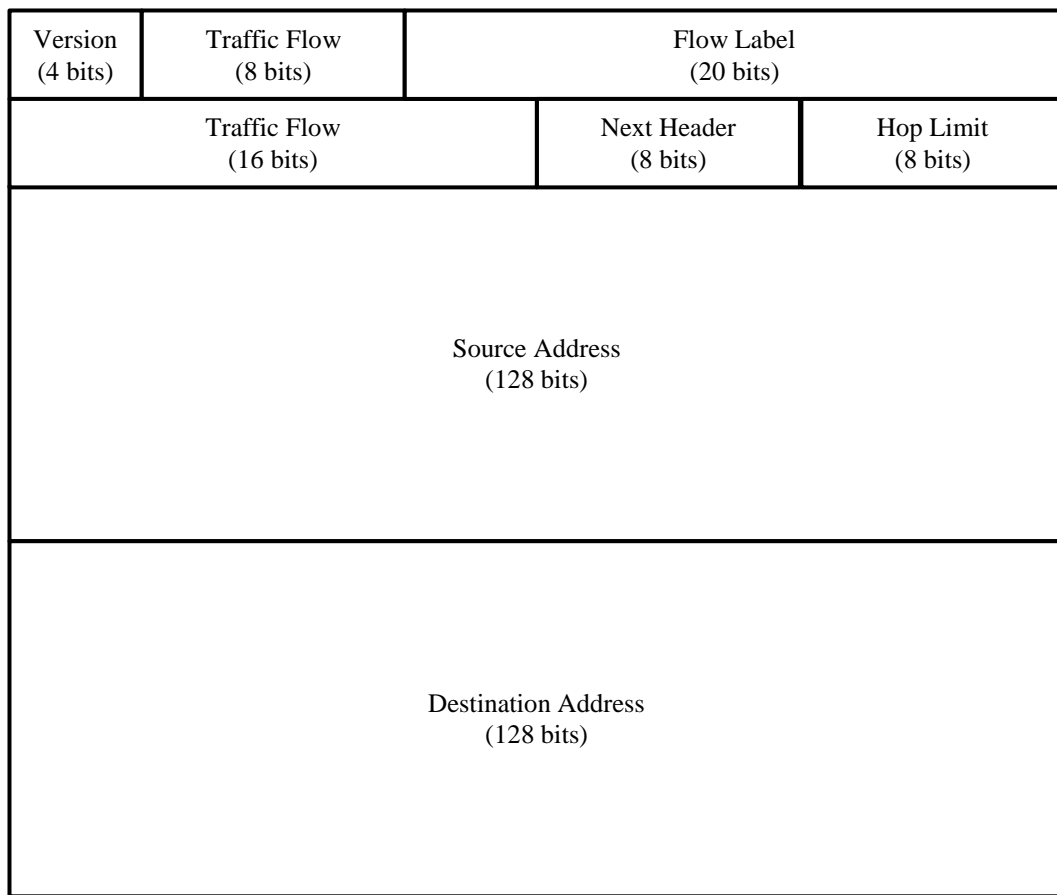 Version
(4 bits)
Traffic Flow
(8 bits)
Flow Label
(20 bits)
Traffic Flow
(16 bits)
Next Header
(8 bits)
Hop Limit
(8 bits)
Source Address
(128 bits)
Destination Address
(128 bits)